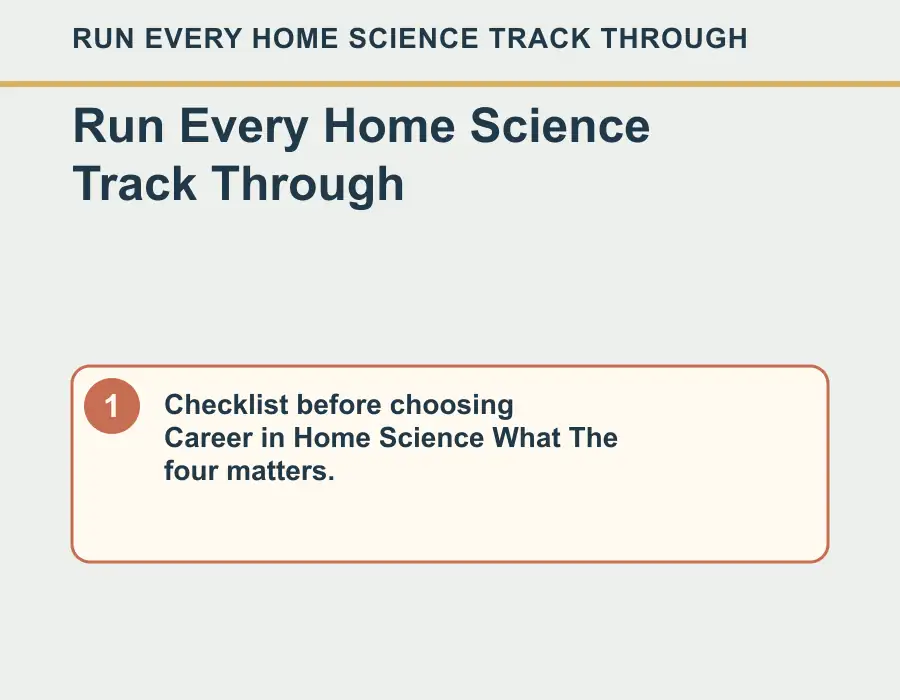 RUN EVERY HOME SCIENCE TRACK THROUGH
Run Every Home Science
Track Through
1
Checklist before choosing
Career in Home Science What The
four matters.